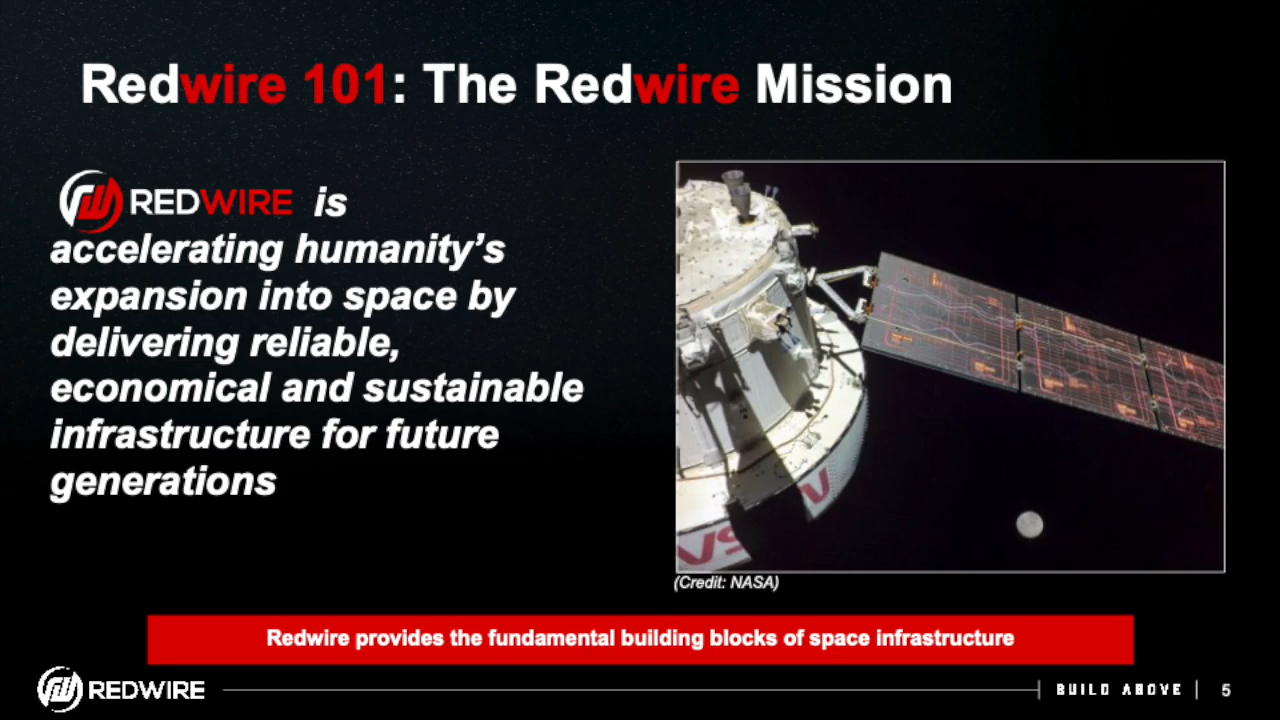 Redwire 101: The Redwire Mission
REDWIRE is
accelerating humanity’s
expansion into space by
delivering reliable,
economical and sustainable
infrastructure for future
generations
(Credit: NASA)
Redwire provides the fundamental building blocks of space infrastructure
REDWIRE
BUILD ABOVE | 5